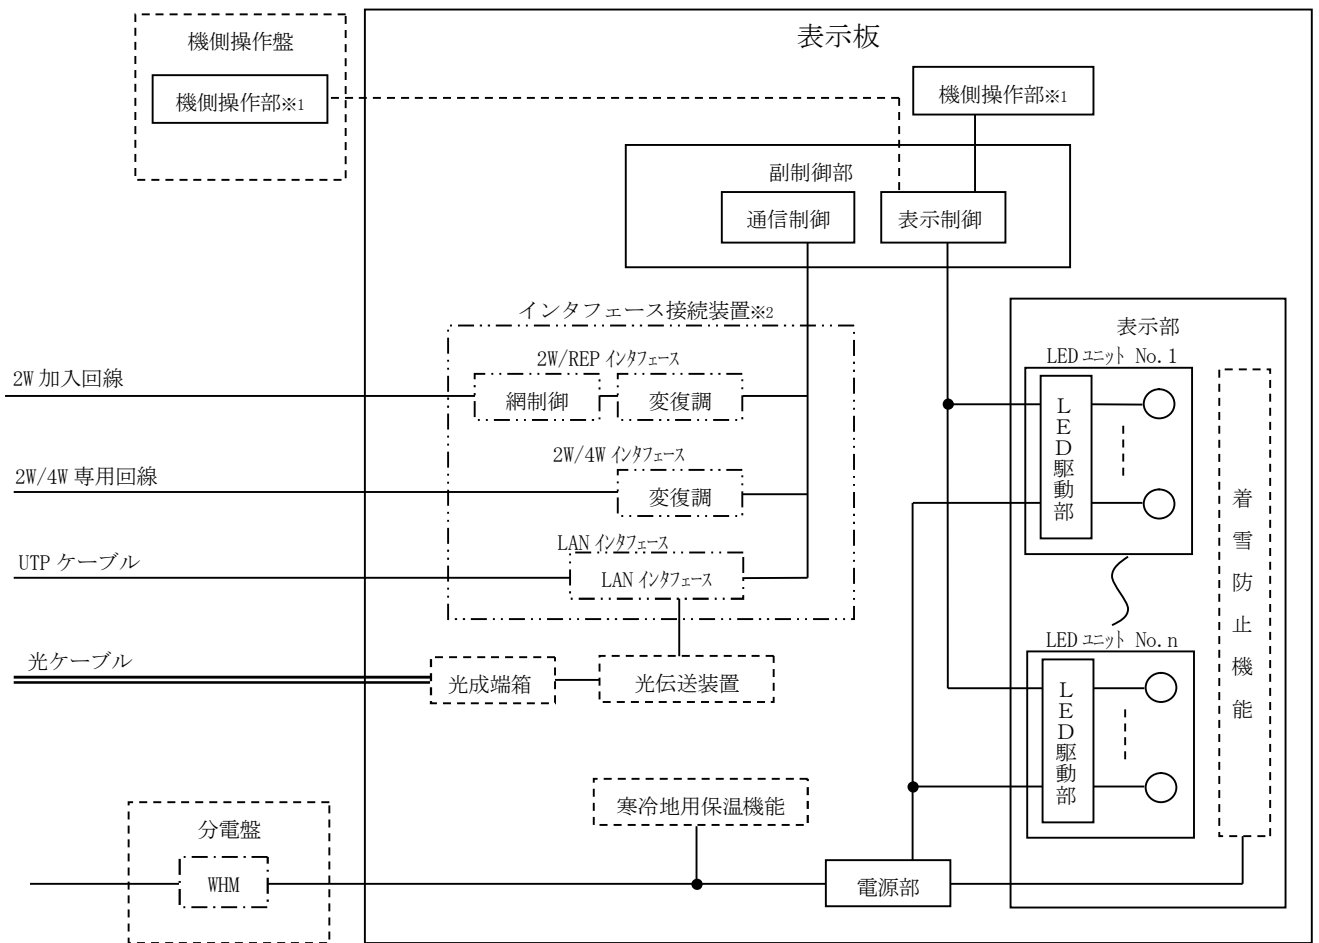 表示板
機側操作盤
機側操作部※1
機側操作部※1
副制御部
通信制御
表示制御
インタフェース接続装置※2
2W/REP インタフェース
網制御
変復調
2W 加入回線
2W/4W インタフェース
変復調
2W/4W 専用回線
LAN インタフェース
LAN インタフェース
UTP ケーブル
光ケーブル
光成端箱
光伝送装置
表示部
LED ユニット No.1
LED駆動部
LED ユニット No.n
LED駆動部
着雪防止機能
寒冷地用保温機能
分電盤
WHM
電源部